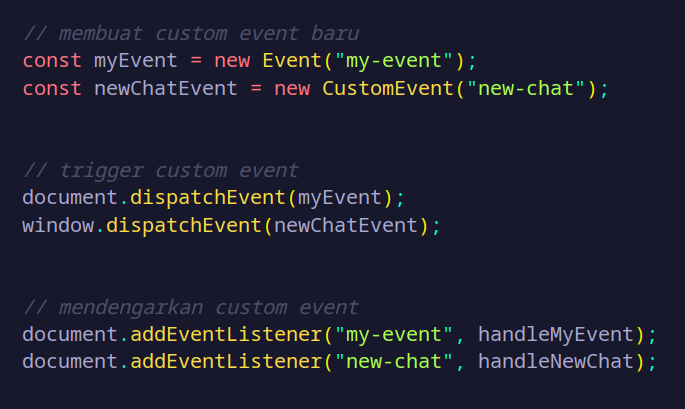 // membuat custom event baru
const myEvent = new Event("my-event");
const newChatEvent = new CustomEvent("new-chat");
// trigger custom event
document.dispatchEvent(myEvent);
window.dispatchEvent(newChatEvent);
// mendengarkan custom event
document.addEventListener("my-event", handleMyEvent);
document.addEventListener("new-chat", handleNewChat);